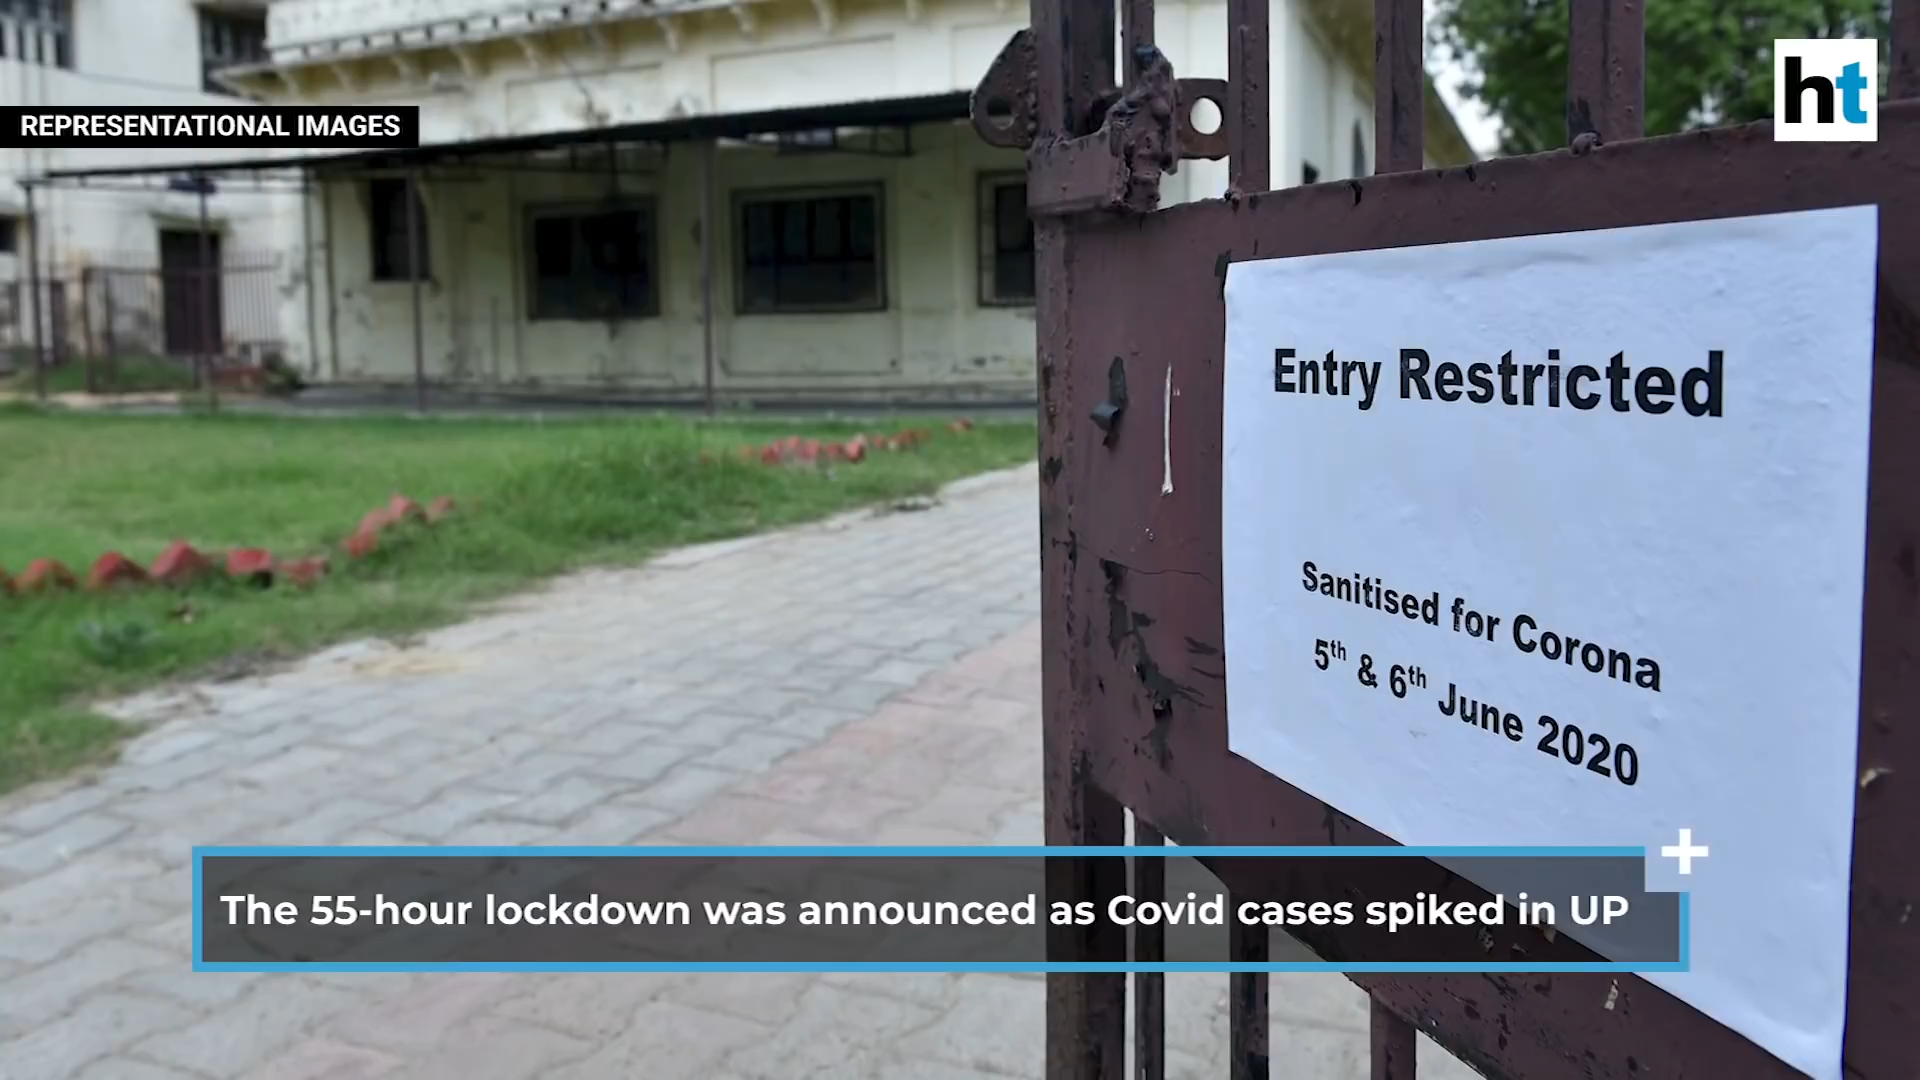 REPRESENTATIONAL IMAGES
ht
Entry Restricted
Sanitised for Corona
5th & 6th June 2020
The 55-hour lockdown was announced as Covid cases spiked in UP